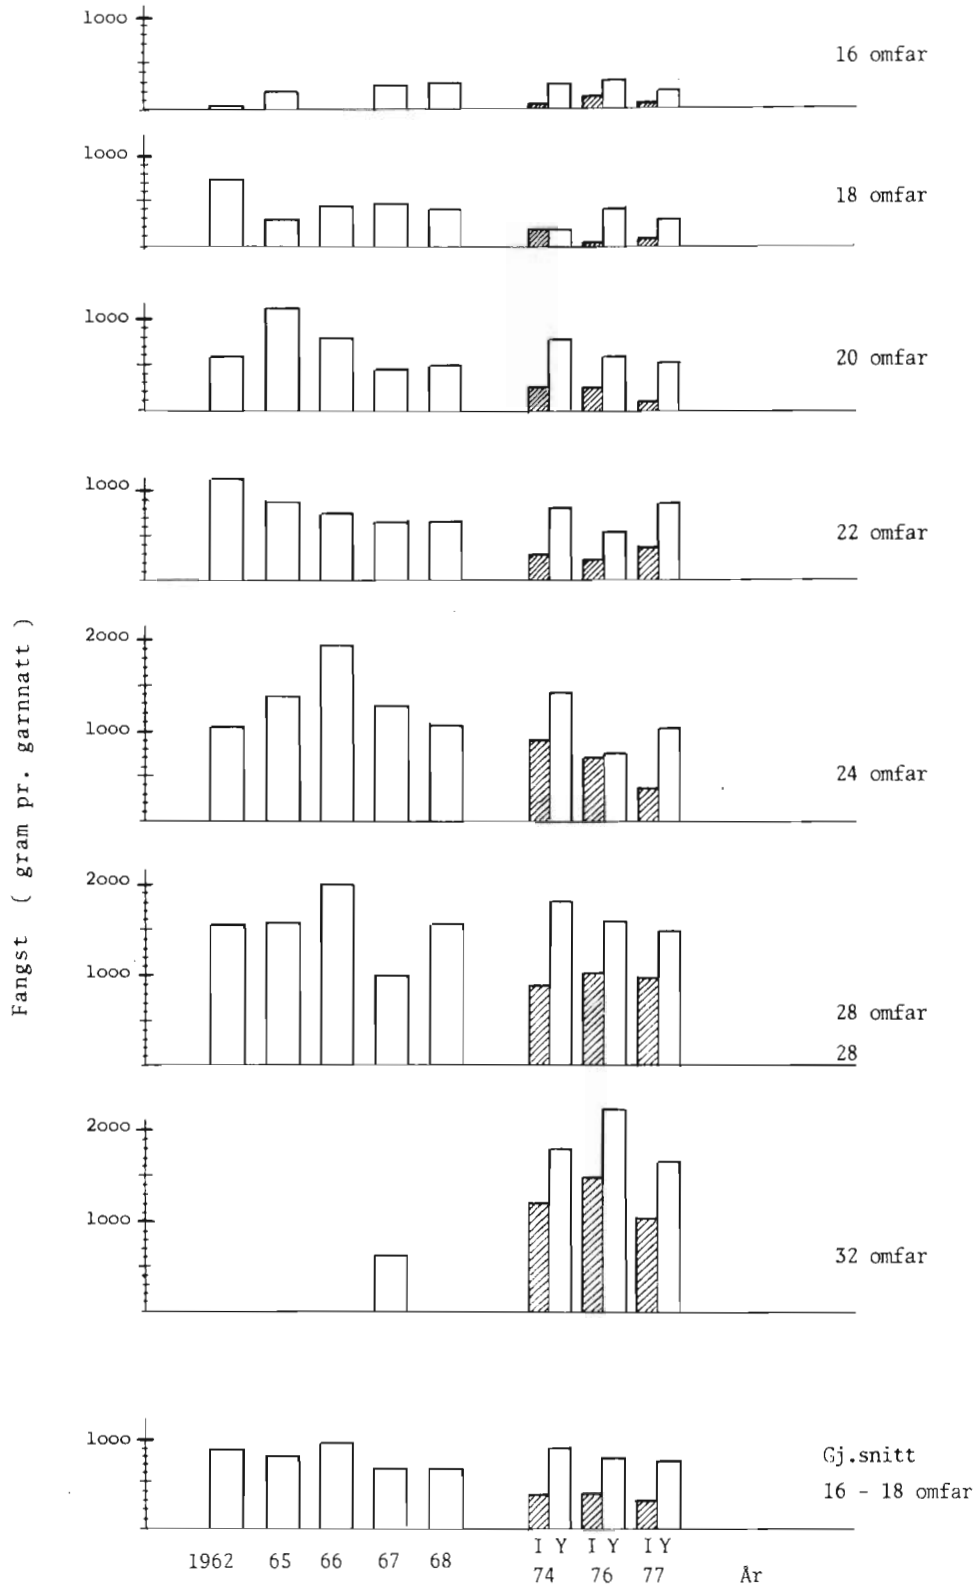 1000
16 omfar
1000
18 omfar
1000
20 omfar
1000
22 omfar
Fangst ( gram pr. garnnatt )
2000
1000
24 omfar
2000
1000
28 omfar
28
2000
1000
32 omfar
1000
Gj.snitt
16 - 18 omfar
I Y I Y I Y
1962 65 66 67 68 74 76 77 År